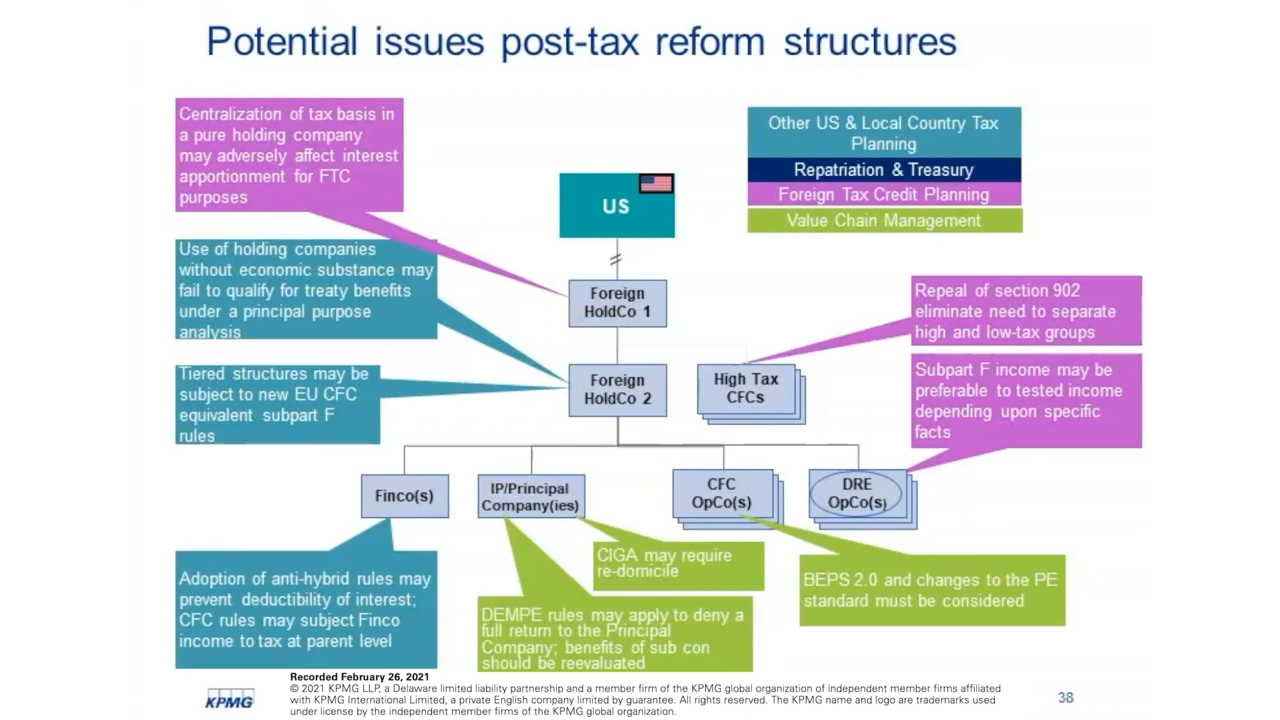 Potential issues post-tax reform structures
Centralization of tax basis in
a pure holding company
may adversely affect interest
apportionment for FTC
purposes
Other US & Local Country Tax
Planning
Repatriation & Treasury
Foreign Tax Credit Planning
Value Chain Management
US
Use of holding companies
without economic substance may
fail to qualify for treaty benefits
under a principal purpose
analysis
Foreign
HoldCo 1
Repeal of section 902
eliminate need to separate
high and low-tax groups
Tiered structures may be
subject to new EU CFC
equivalent subpart F
rules
Foreign
HoldCo 2
High Tax
CFCs
Subpart F income may be
preferable to tested income
depending upon specific
facts
Finco(s)
IP/Principal
Company(ies)
CFC
OpCo(s)
DRE
OpCo(s)
Adoption of anti-hybrid rules may
prevent deductibility of interest;
CFC rules may subject Finco
income to tax at parent level
CIGA may require
re-domicile
DEMPE rules may apply to deny a
full return to the Principal
Company; benefits of sub con
should be reevaluated
BEPS 2.0 and changes to the PE
standard must be considered
Recorded February 26, 2021
© 2021 KPMG LLP, a Delaware limited liability partnership and a member firm of the KPMG global organization of independent member firms affiliated
with KPMG International Limited, a private English company limited by guarantee. All rights reserved. The KPMG name and logo are trademarks used
under license by the independent member firms of the KPMG global organization.
KPMG
38